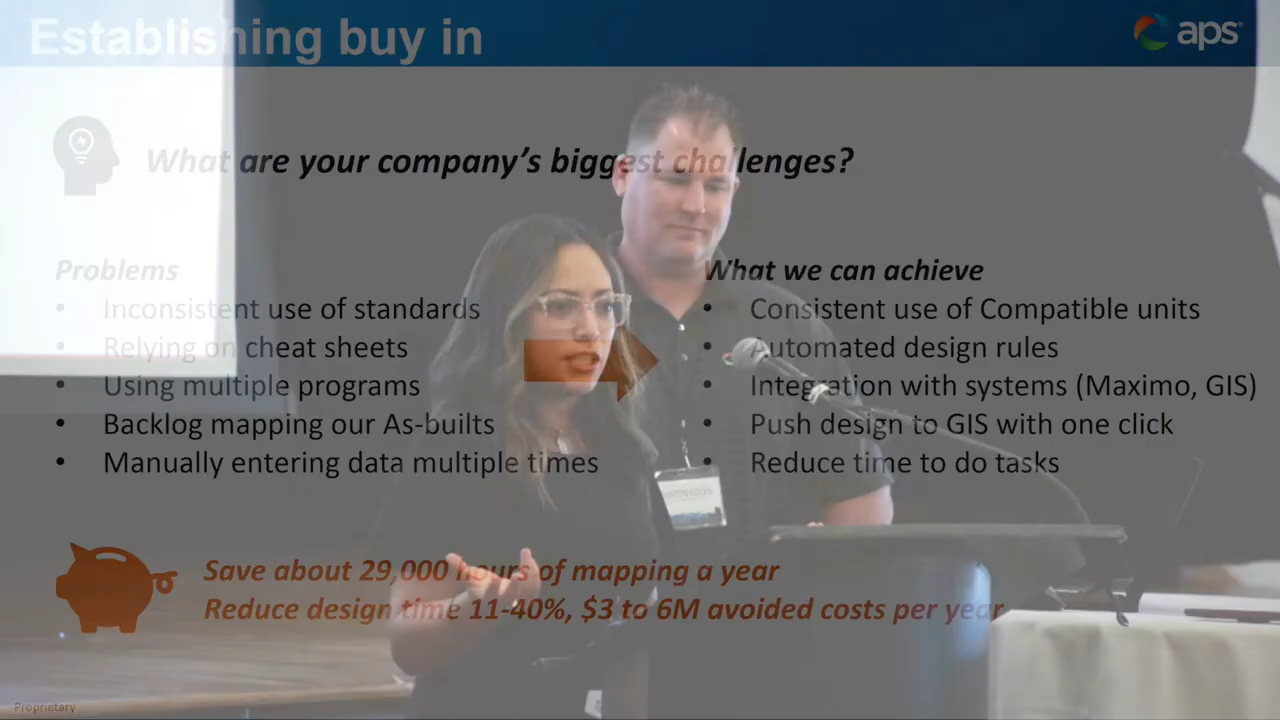 Establishing buy in
aps
What are your company's biggest challenges?
Problems
• Inconsistent use of standards
• Relying on cheat sheets
• Using multiple programs
• Backlog mapping our As-builts
• Manually entering data multiple times
What we can achieve
• Consistent use of Compatible units
• Automated design rules
• Integration with systems (Maximo, GIS)
• Push design to GIS with one click
• Reduce time to do tasks
Save about 29,000 hours of mapping a year
Reduce design time 11-40%, $3 to 6M avoided costs per year
Proprietary